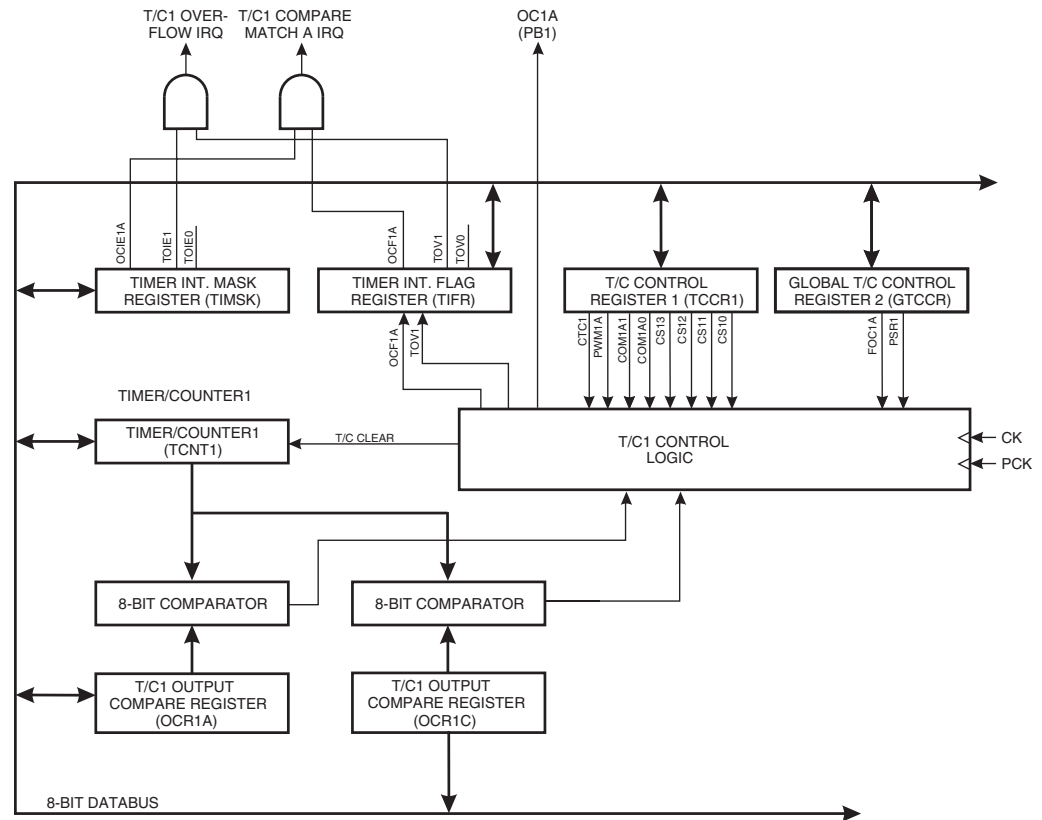 T/C1 OVER-
FLOW IRQ
T/C1 COMPARE
MATCH A IRQ
OC1A
(PB1)
OCIE1A
TOIE1
TOIE0
OCF1A
TOV1
TOV0
TIMER INT. MASK
REGISTER (TIMSK)
TIMER INT. FLAG
REGISTER (TIFR)
T/C CONTROL
REGISTER 1 (TCCR1)
GLOBAL T/C CONTROL
REGISTER 2 (GTCCR)
OCF1A
TOV1
CTC1
PWM1A
COM1A1
COM1A0
CS13
CS12
CS11
CS10
FOC1A
PSR1
TIMER/COUNTER1
TIMER/COUNTER1
(TCNT1)
T/C CLEAR
T/C1 CONTROL
LOGIC
CK
PCK
8-BIT COMPARATOR
8-BIT COMPARATOR
T/C1 OUTPUT
COMPARE REGISTER
(OCR1A)
T/C1 OUTPUT
COMPARE REGISTER
(OCR1C)
8-BIT DATABUS